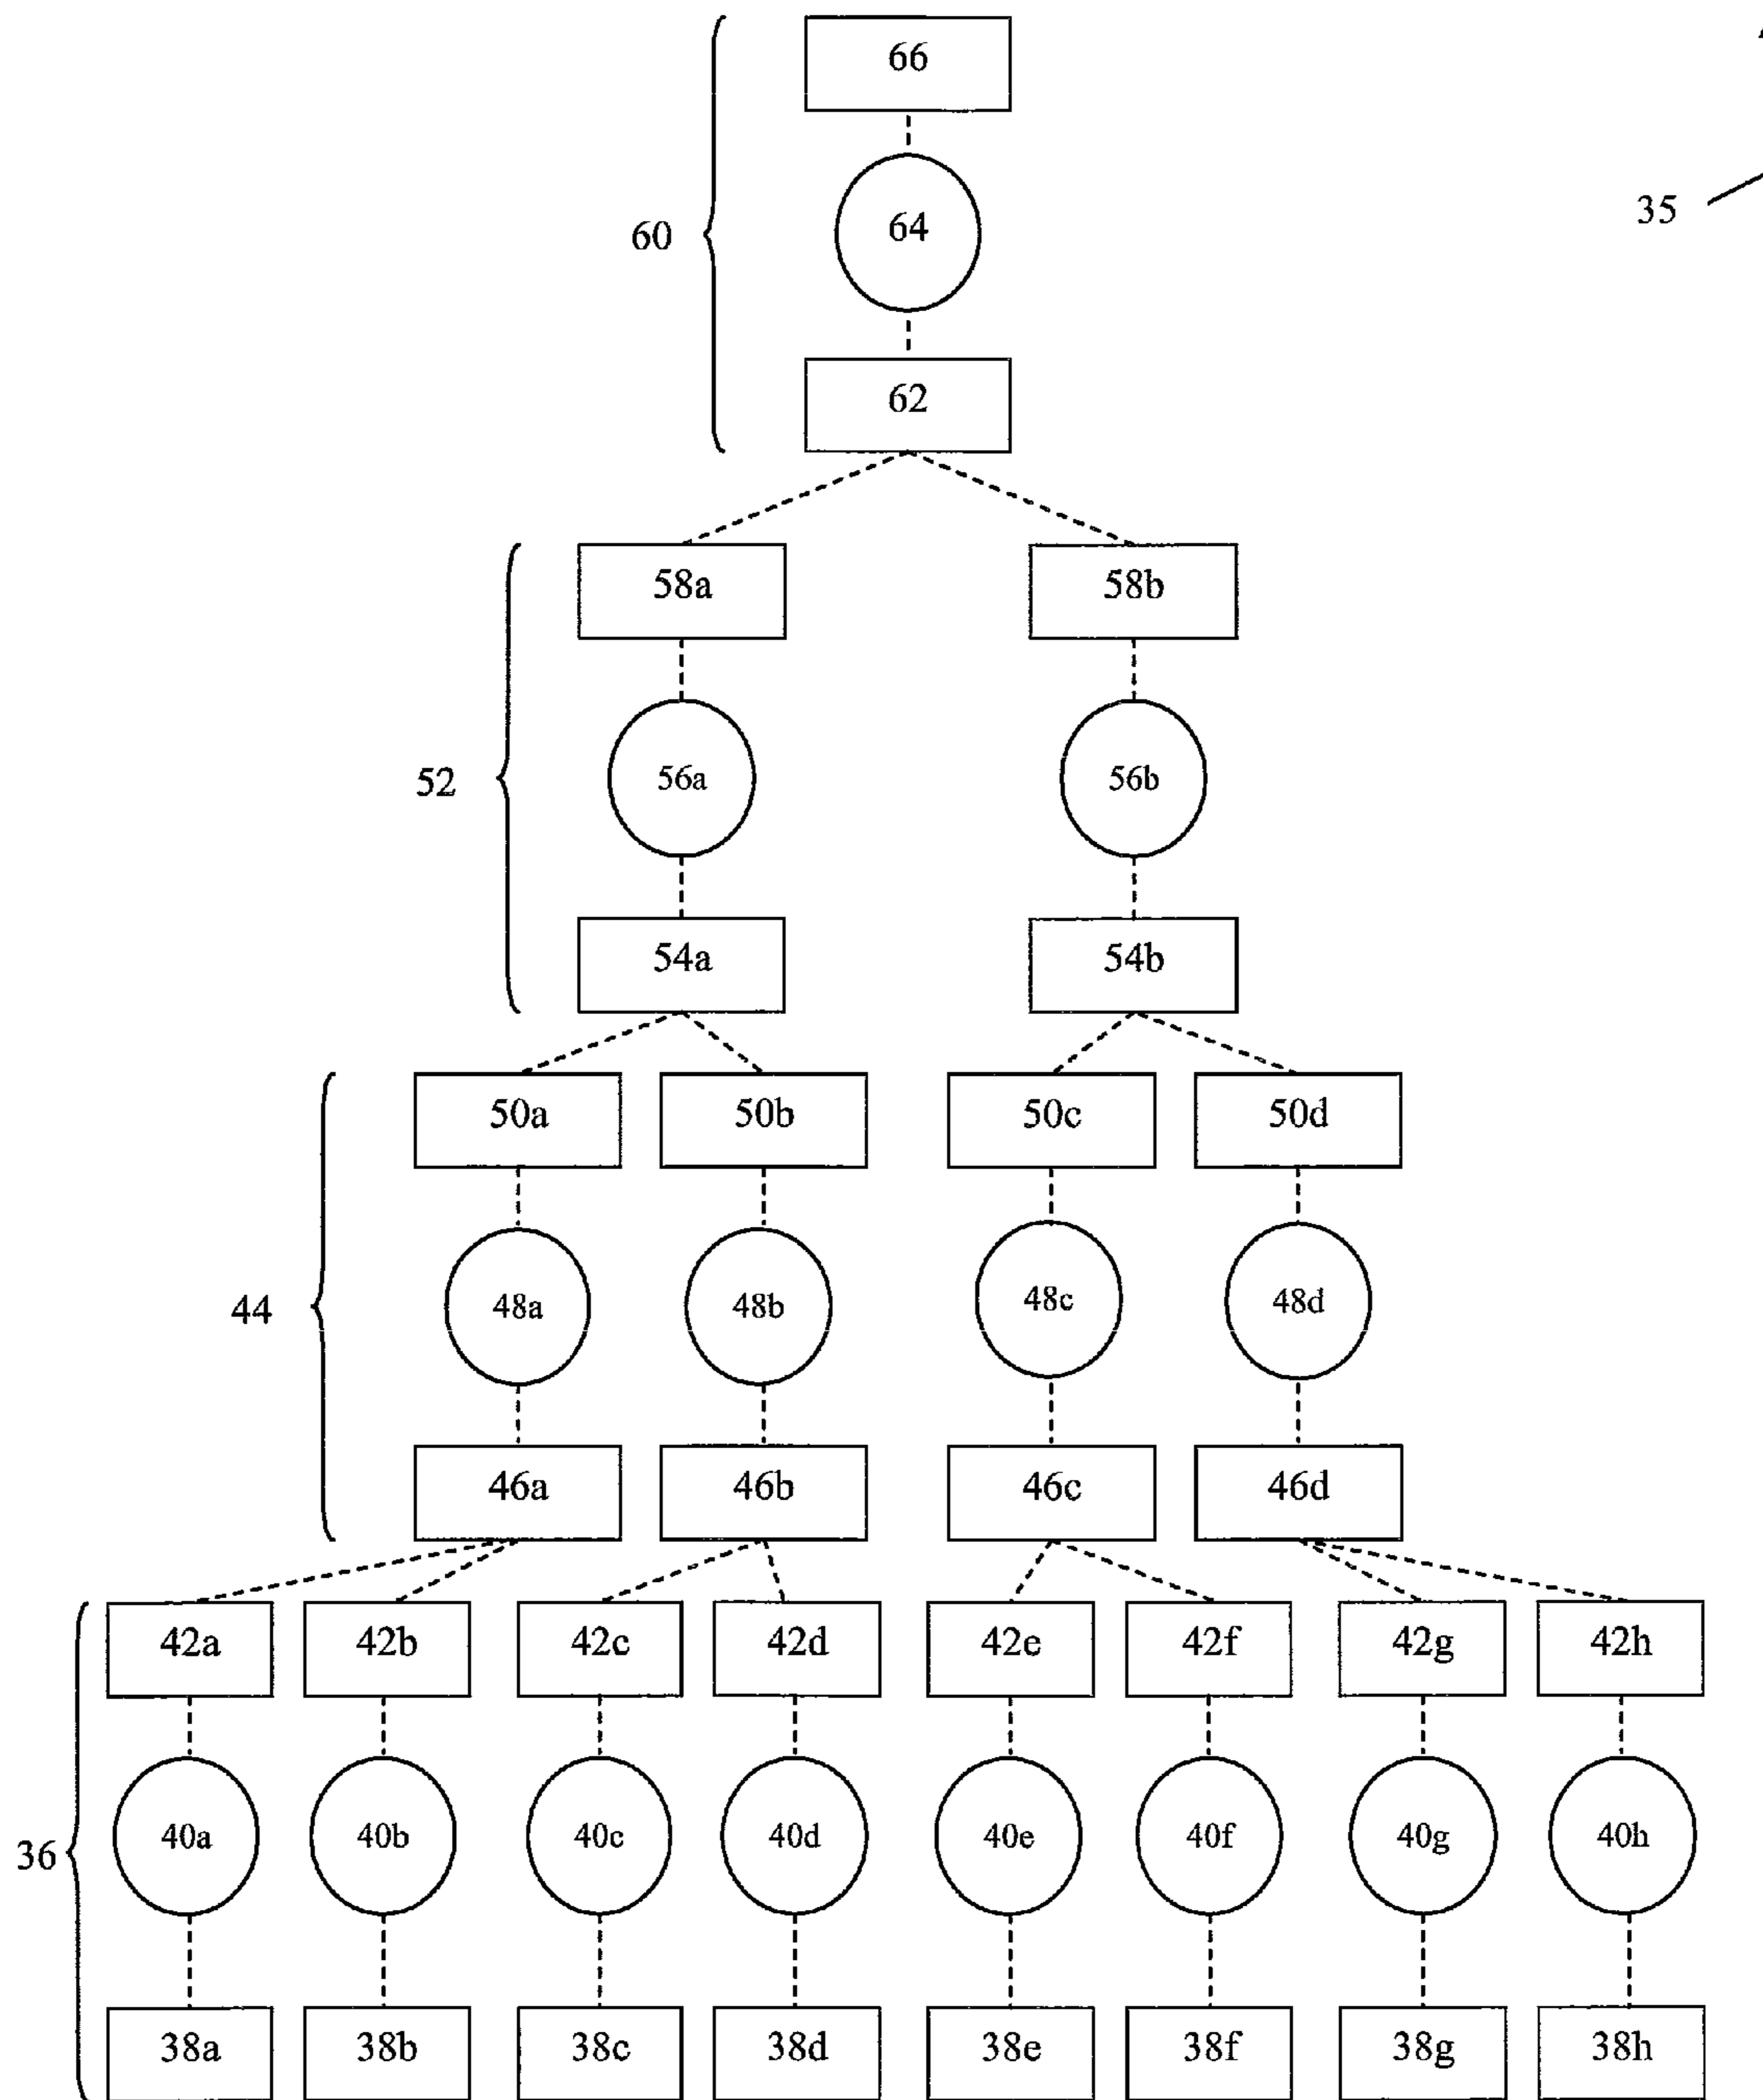 66
35
60
64
62
58a 58b
52
56a 56b
54a 54b
50a 50b 50c 50d
44
48a 48b 48c 48d
46a 46b 46c 46d
42a 42b 42c 42d 42e 42f 42g 42h
36
40a 40b 40c 40d 40e 40f 40g 40h
38a 38b 38c 38d 38e 38f 38g 38h